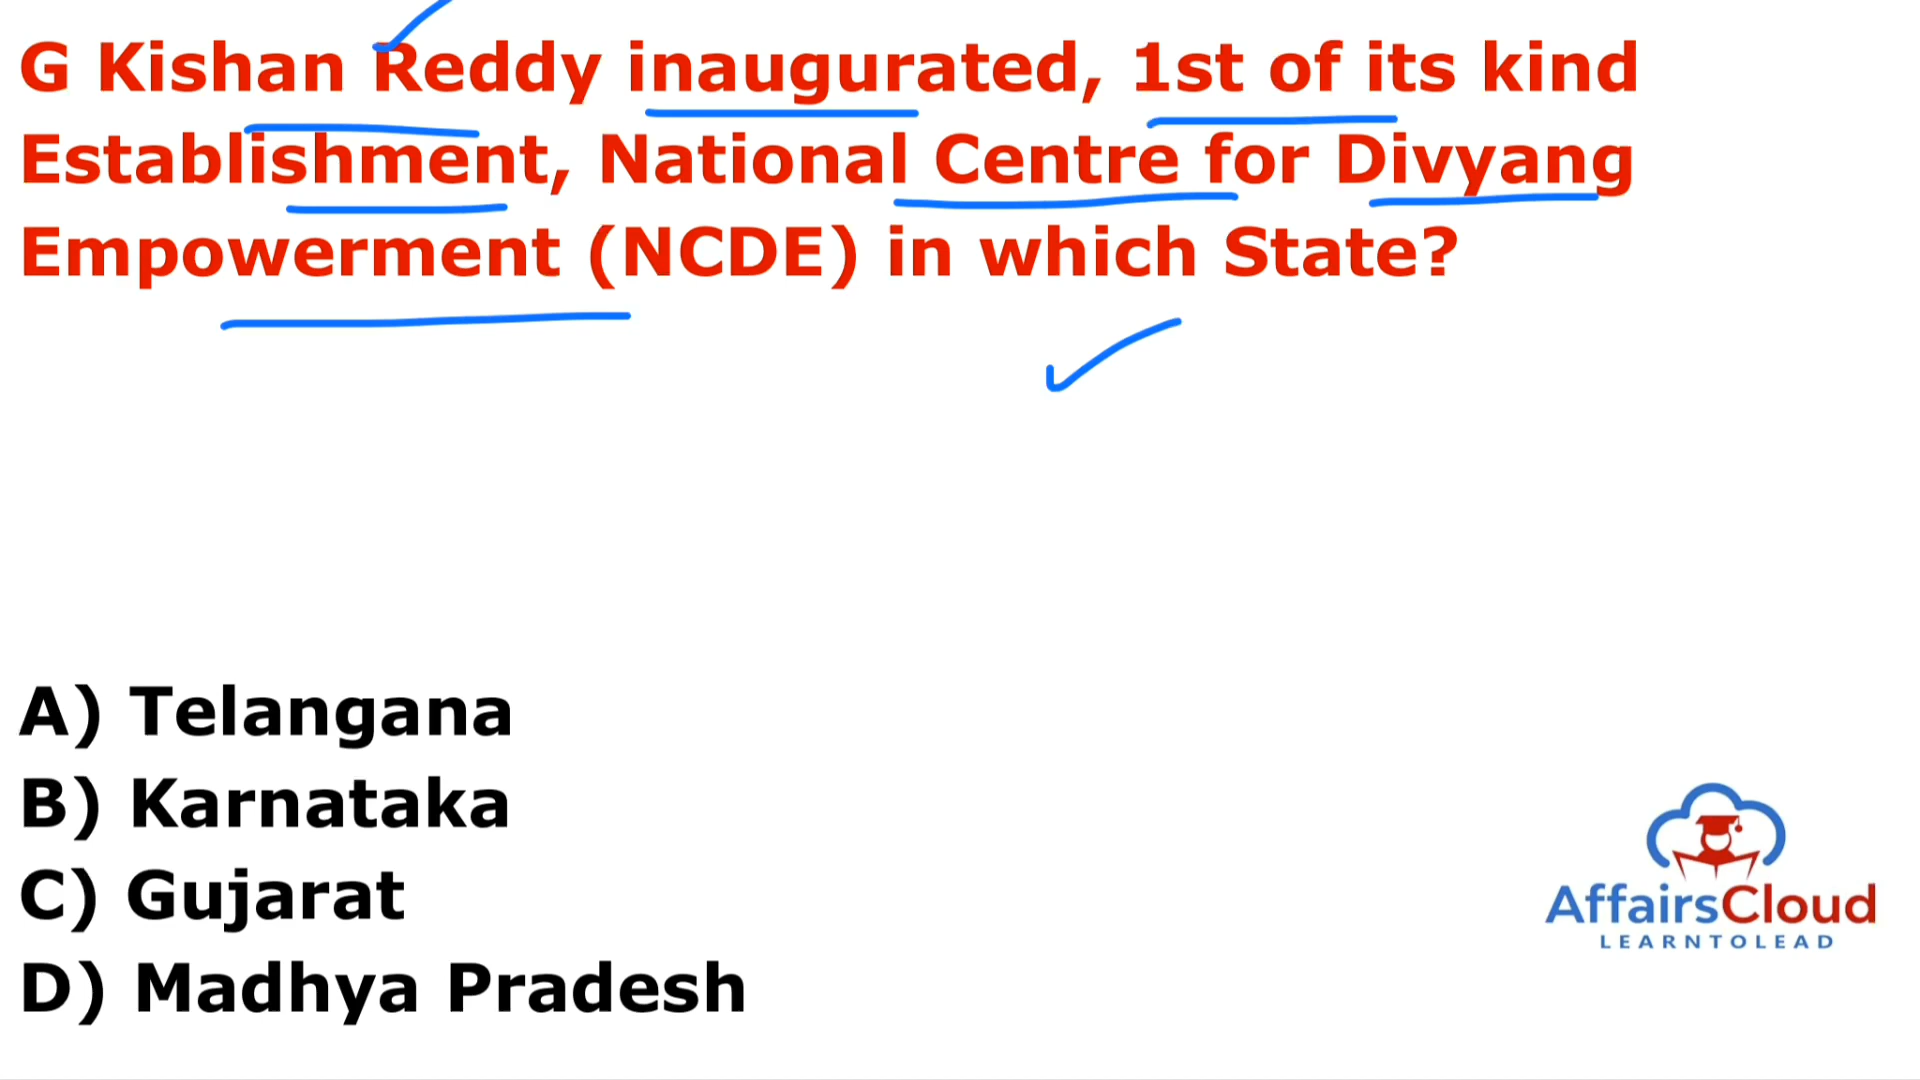 G Kishan Reddy inaugurated, 1st of its kind
Establishment, National Centre for Divyang
Empowerment (NCDE) in which State?
A) Telangana
B) Karnataka
C) Gujarat
D) Madhya Pradesh
AffairsCloud
LEARNTOLEAD